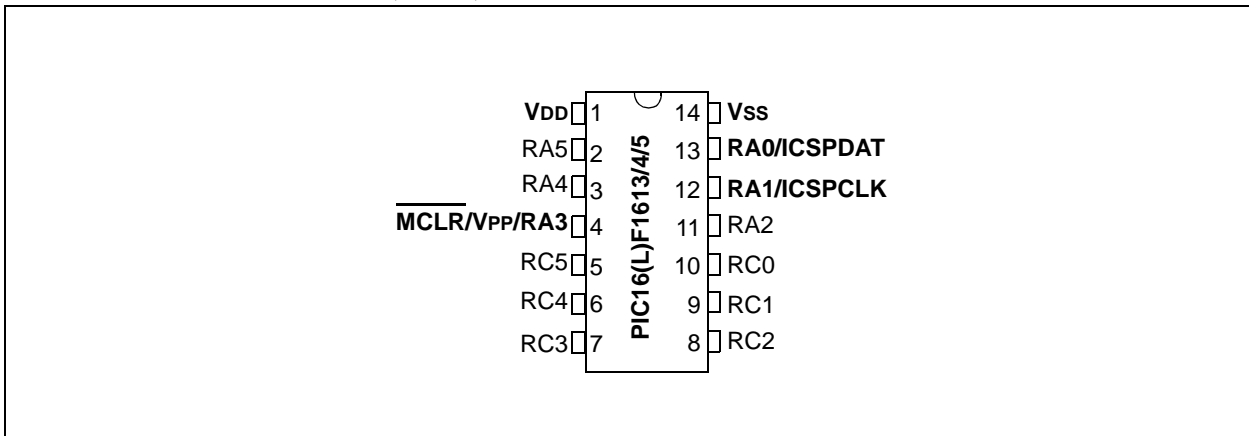 VDD 1 14 VSS
RA5 2 13 RA0/ICSPDAT
RA4 3 12 RA1/ICSPCLK
MCLR/VPP/RA3 4 11 RA2
RC5 5 10 RC0
RC4 6 9 RC1
RC3 7 8 RC2
PIC16(L)F1613/4/5